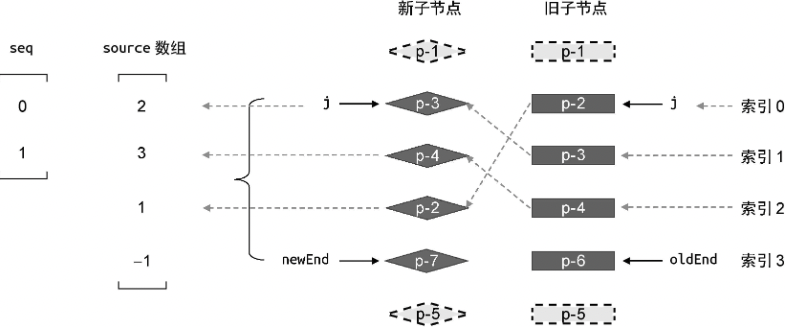 新子节点 旧子节点
seq source 数组 p-1 p-1
0 2 j p-3 p-2 j 索引 0
1 3 p-4 p-3 索引 1
1 p-2 p-4 索引 2
−1 newEnd p-7 p-6 oldEnd 索引 3
p-5 p-5